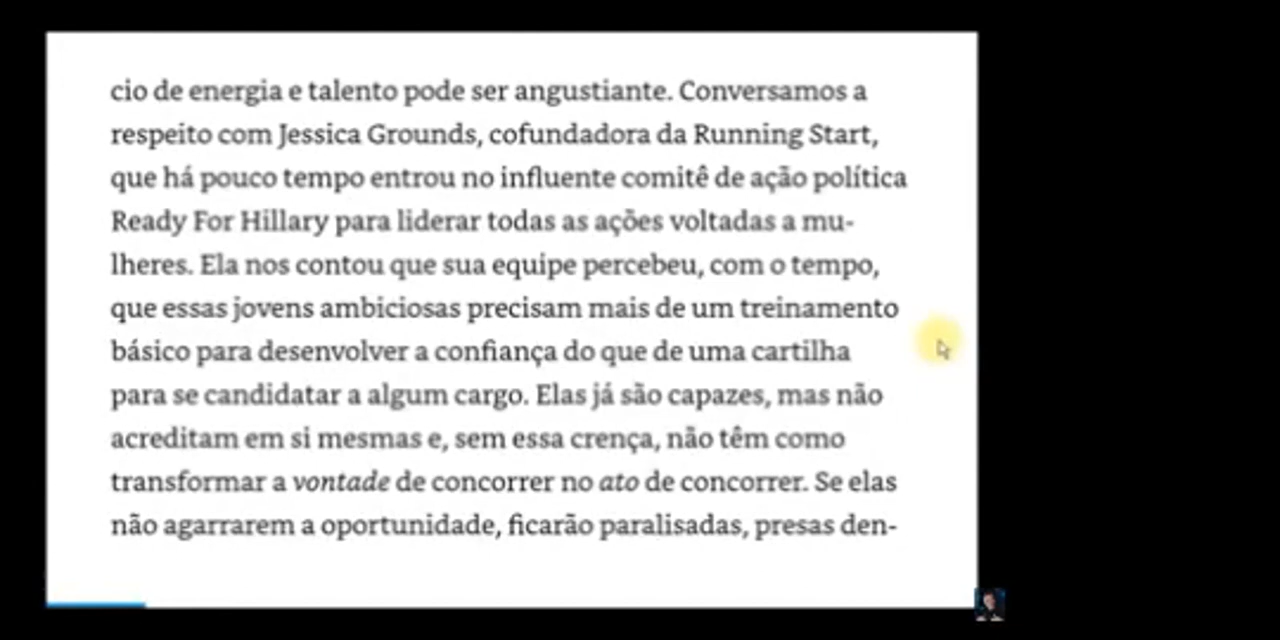 cio de energia e talento pode ser angustiante. Conversamos a
respeito com Jessica Grounds, cofundadora da Running Start,
que há pouco tempo entrou no influente comitê de ação política
Ready For Hillary para liderar todas as ações voltadas a mu-
lheres. Ela nos contou que sua equipe percebeu, com o tempo,
que essas jovens ambiciosas precisam mais de um treinamento
básico para desenvolver a confiança do que de uma cartilha
para se candidatar a algum cargo. Elas já são capazes, mas não
acreditam em si mesmas e, sem essa crença, não têm como
transformar a vontade de concorrer no ato de concorrer. Se elas
não agarrarem a oportunidade, ficarão paralisadas, presas den-